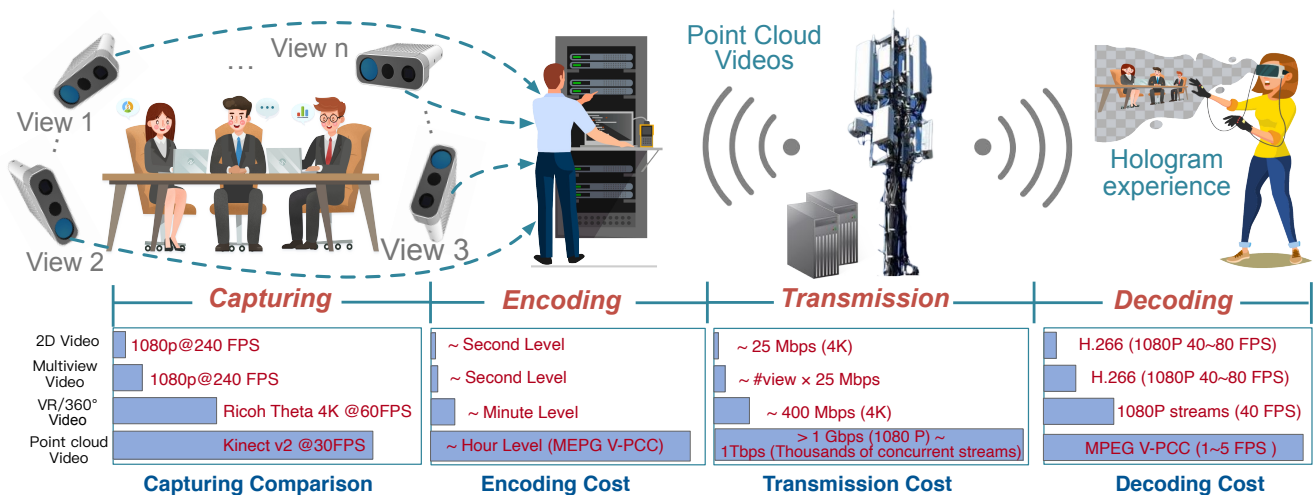 View 1
...
View n
...
View 2
...
View 3
Point Cloud
Videos
Hologram
experience
Capturing
Encoding
Transmission
Decoding
2D Video
1080p@240 FPS
~ Second Level
~ 25 Mbps (4K)
H.266 (1080P 40~80 FPS)
Multiview
Video
1080p@240 FPS
~ Second Level
~ #view × 25 Mbps
H.266 (1080P 40~80 FPS)
VR/360°
Video
Ricoh Theta 4K @60FPS
~ Minute Level
~ 400 Mbps (4K)
1080P streams (40 FPS)
Point cloud
Video
Kinect v2 @30FPS
~ Hour Level (MEPG V-PCC)
> 1 Gbps (1080 P) ~
1Tbps (Thousands of concurrent streams)
MPEG V-PCC (1~5 FPS )
Capturing Comparison
Encoding Cost
Transmission Cost
Decoding Cost